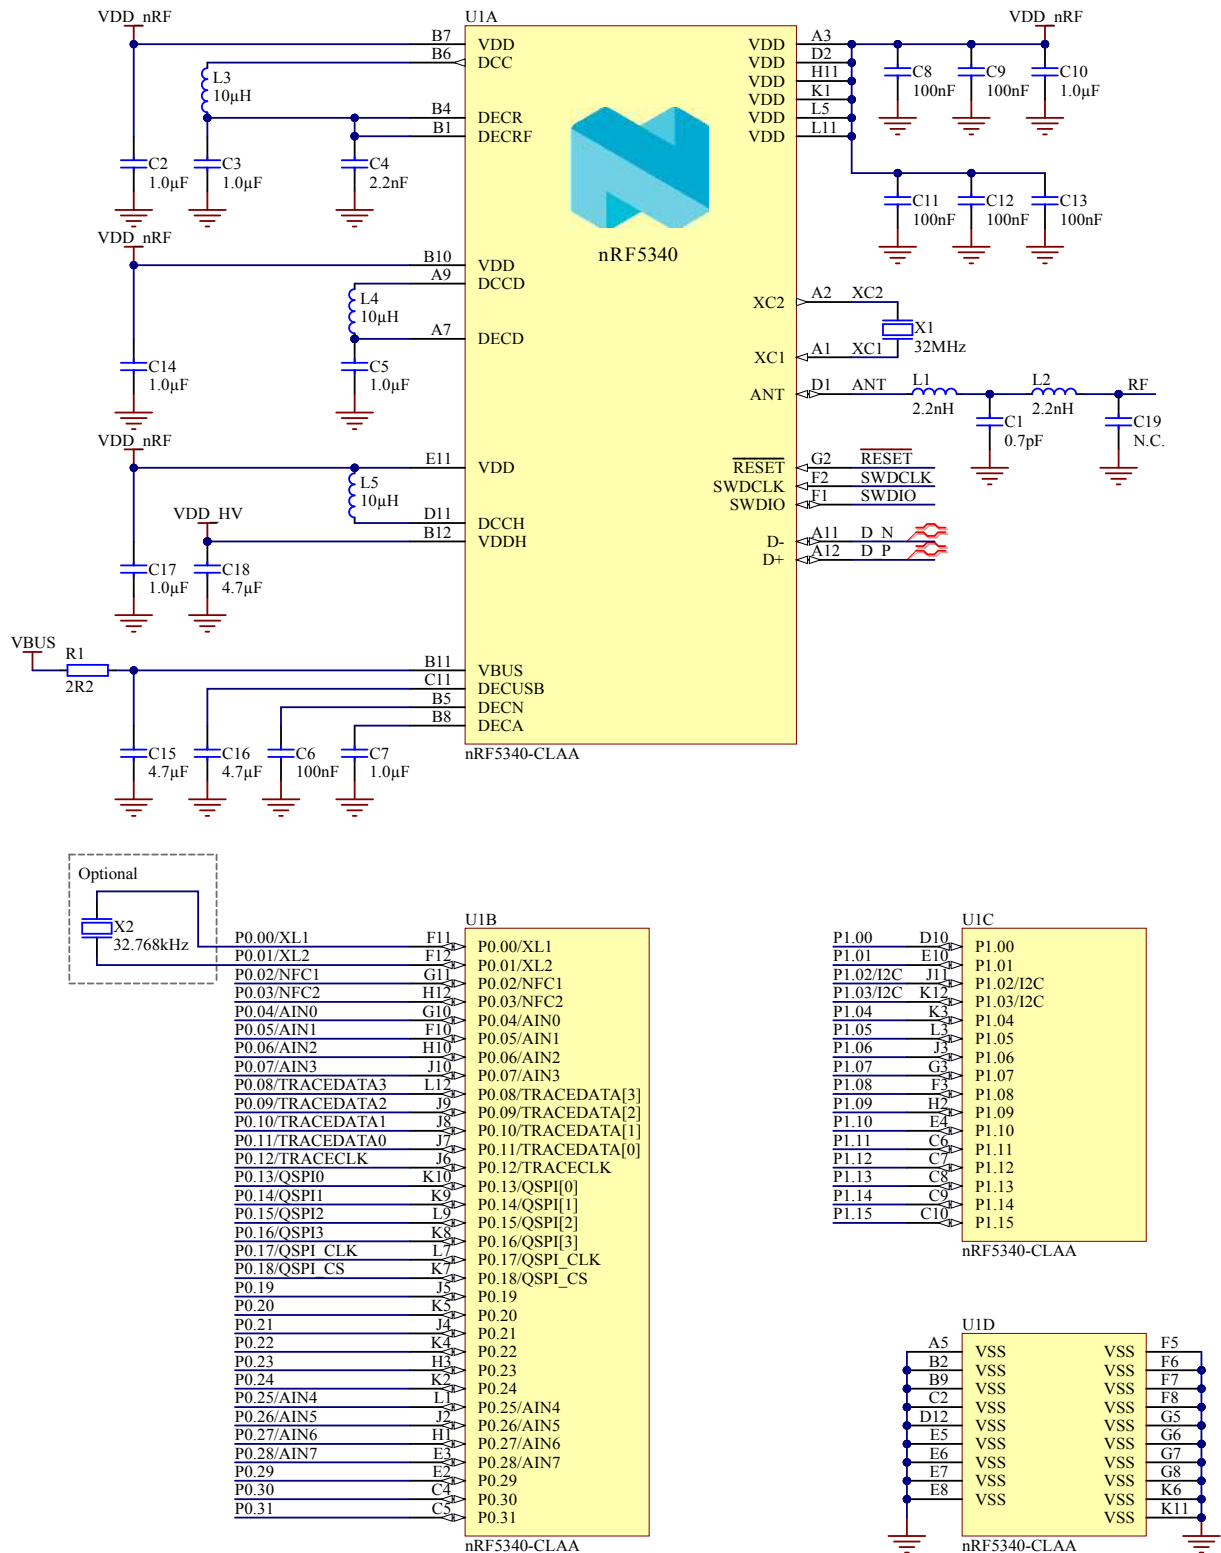 VDD_nRF
U1A
VDD_nRF
B7 VDD
B6 DCC
L3
10µH
B4 DECR
B1 DECRF
C2
1.0µF
C3
1.0µF
C4
2.2nF
VDD A3
VDD D2
VDD H11
VDD K1
VDD L5
VDD L11
C8
100nF
C9
100nF
C10
1.0µF
C11
100nF
C12
100nF
C13
100nF
nRF5340
VDD_nRF
B10 VDD
A9 DCCD
L4
10µH
A7 DECD
C14
1.0µF
C5
1.0µF
XC2 A2 XC2
X1
32MHz
XC1 A1 XC1
ANT D1 ANT
L1
2.2nH
L2
2.2nH
RF
C1
0.7pF
C19
N.C.
VDD_nRF
E11 VDD
L5
10µH
D11 DCCH
VDD_HV
B12 VDDH
C17
1.0µF
C18
4.7µF
RESET G2 RESET
SWDCLK F2 SWDCLK
SWDIO F1 SWDIO
D- A11 D_N
D+ A12 D_P
VBUS
R1
2R2
B11 VBUS
C11 DECUSB
B5 DECN
B8 DECA
C15
4.7µF
C16
4.7µF
C6
100nF
C7
1.0µF
nRF5340-CLAA
Optional
X2
32.768kHz
U1B
P0.00/XL1 F11 P0.00/XL1
P0.01/XL2 F12 P0.01/XL2
P0.02/NFC1 G11 P0.02/NFC1
P0.03/NFC2 H12 P0.03/NFC2
P0.04/AIN0 G10 P0.04/AIN0
P0.05/AIN1 F10 P0.05/AIN1
P0.06/AIN2 H10 P0.06/AIN2
P0.07/AIN3 J10 P0.07/AIN3
P0.08/TRACEDATA3 L12 P0.08/TRACEDATA[3]
P0.09/TRACEDATA2 J9 P0.09/TRACEDATA[2]
P0.10/TRACEDATA1 J8 P0.10/TRACEDATA[1]
P0.11/TRACEDATA0 J7 P0.11/TRACEDATA[0]
P0.12/TRACECLK J6 P0.12/TRACECLK
P0.13/QSPI0 K10 P0.13/QSPI[0]
P0.14/QSPI1 K9 P0.14/QSPI[1]
P0.15/QSPI2 L9 P0.15/QSPI[2]
P0.16/QSPI3 K8 P0.16/QSPI[3]
P0.17/QSPI_CLK L7 P0.17/QSPI_CLK
P0.18/QSPI_CS K7 P0.18/QSPI_CS
P0.19 J5 P0.19
P0.20 K5 P0.20
P0.21 J4 P0.21
P0.22 K4 P0.22
P0.23 H3 P0.23
P0.24 K2 P0.24
P0.25/AIN4 L1 P0.25/AIN4
P0.26/AIN5 J2 P0.26/AIN5
P0.27/AIN6 H1 P0.27/AIN6
P0.28/AIN7 E3 P0.28/AIN7
P0.29 E2 P0.29
P0.30 C4 P0.30
P0.31 C5 P0.31
nRF5340-CLAA
U1C
P1.00 D10 P1.00
P1.01 E10 P1.01
P1.02/I2C J11 P1.02/I2C
P1.03/I2C K12 P1.03/I2C
P1.04 K3 P1.04
P1.05 L3 P1.05
P1.06 J3 P1.06
P1.07 G3 P1.07
P1.08 F3 P1.08
P1.09 H2 P1.09
P1.10 E4 P1.10
P1.11 C6 P1.11
P1.12 C7 P1.12
P1.13 C8 P1.13
P1.14 C9 P1.14
P1.15 C10 P1.15
nRF5340-CLAA
U1D
A5 VSS VSS F5
B2 VSS VSS F6
B9 VSS VSS F7
C2 VSS VSS F8
D12 VSS VSS G5
E5 VSS VSS G6
E6 VSS VSS G7
E7 VSS VSS G8
E8 VSS VSS K6
VSS K11
nRF5340-CLAA